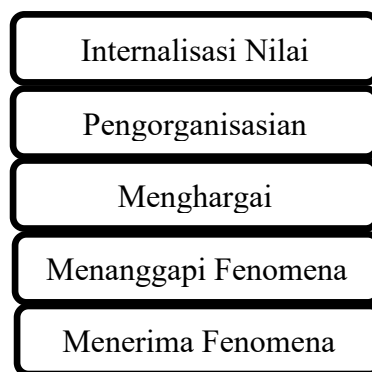 Internalisasi Nilai
Pengorganisasian
Menghargai
Menanggapi Fenomena
Menerima Fenomena